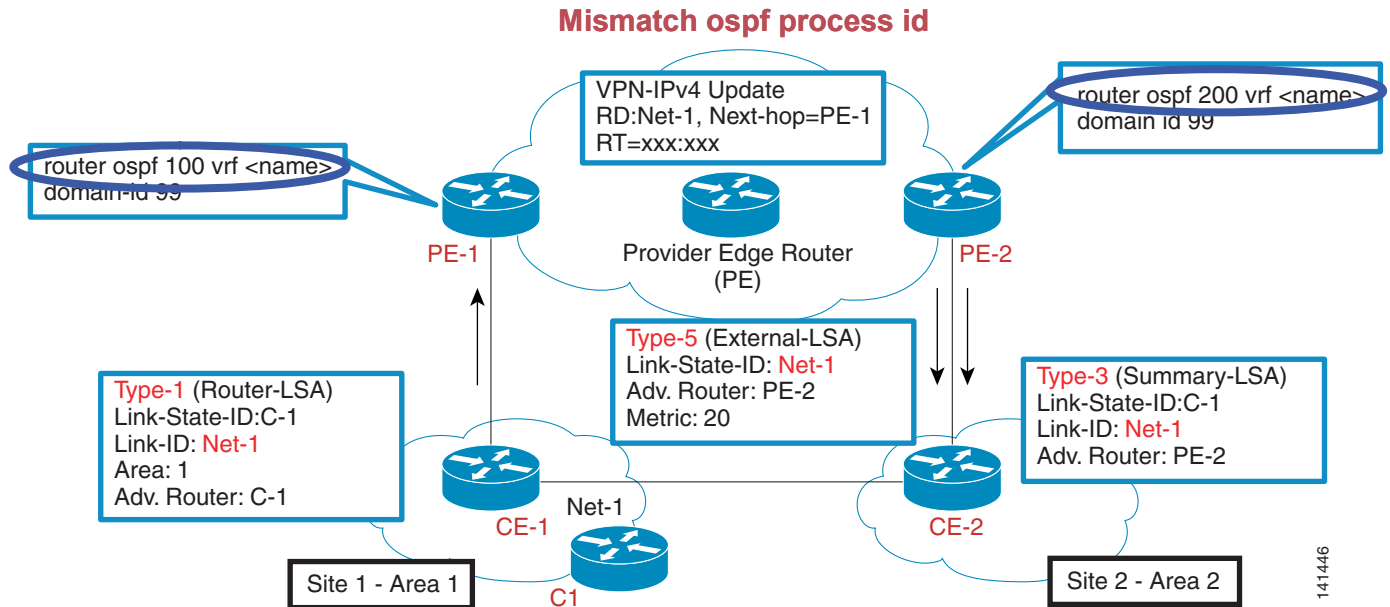 Mismatch ospf process id
VPN-IPv4 Update
RD:Net-1, Next-hop=PE-1
RT=xxx:xxx
router ospf 200 vrf <name>
domain id 99
router ospf 100 vrf <name>
domain-id 99
PE-1
Provider Edge Router
(PE)
PE-2
Type-1 (Router-LSA)
Link-State-ID:C-1
Link-ID: Net-1
Area: 1
Adv. Router: C-1
Type-5 (External-LSA)
Link-State-ID: Net-1
Adv. Router: PE-2
Metric: 20
Type-3 (Summary-LSA)
Link-State-ID:C-1
Link-ID: Net-1
Adv. Router: PE-2
CE-1
Net-1
CE-2
C1
Site 1 - Area 1
Site 2 - Area 2
141446